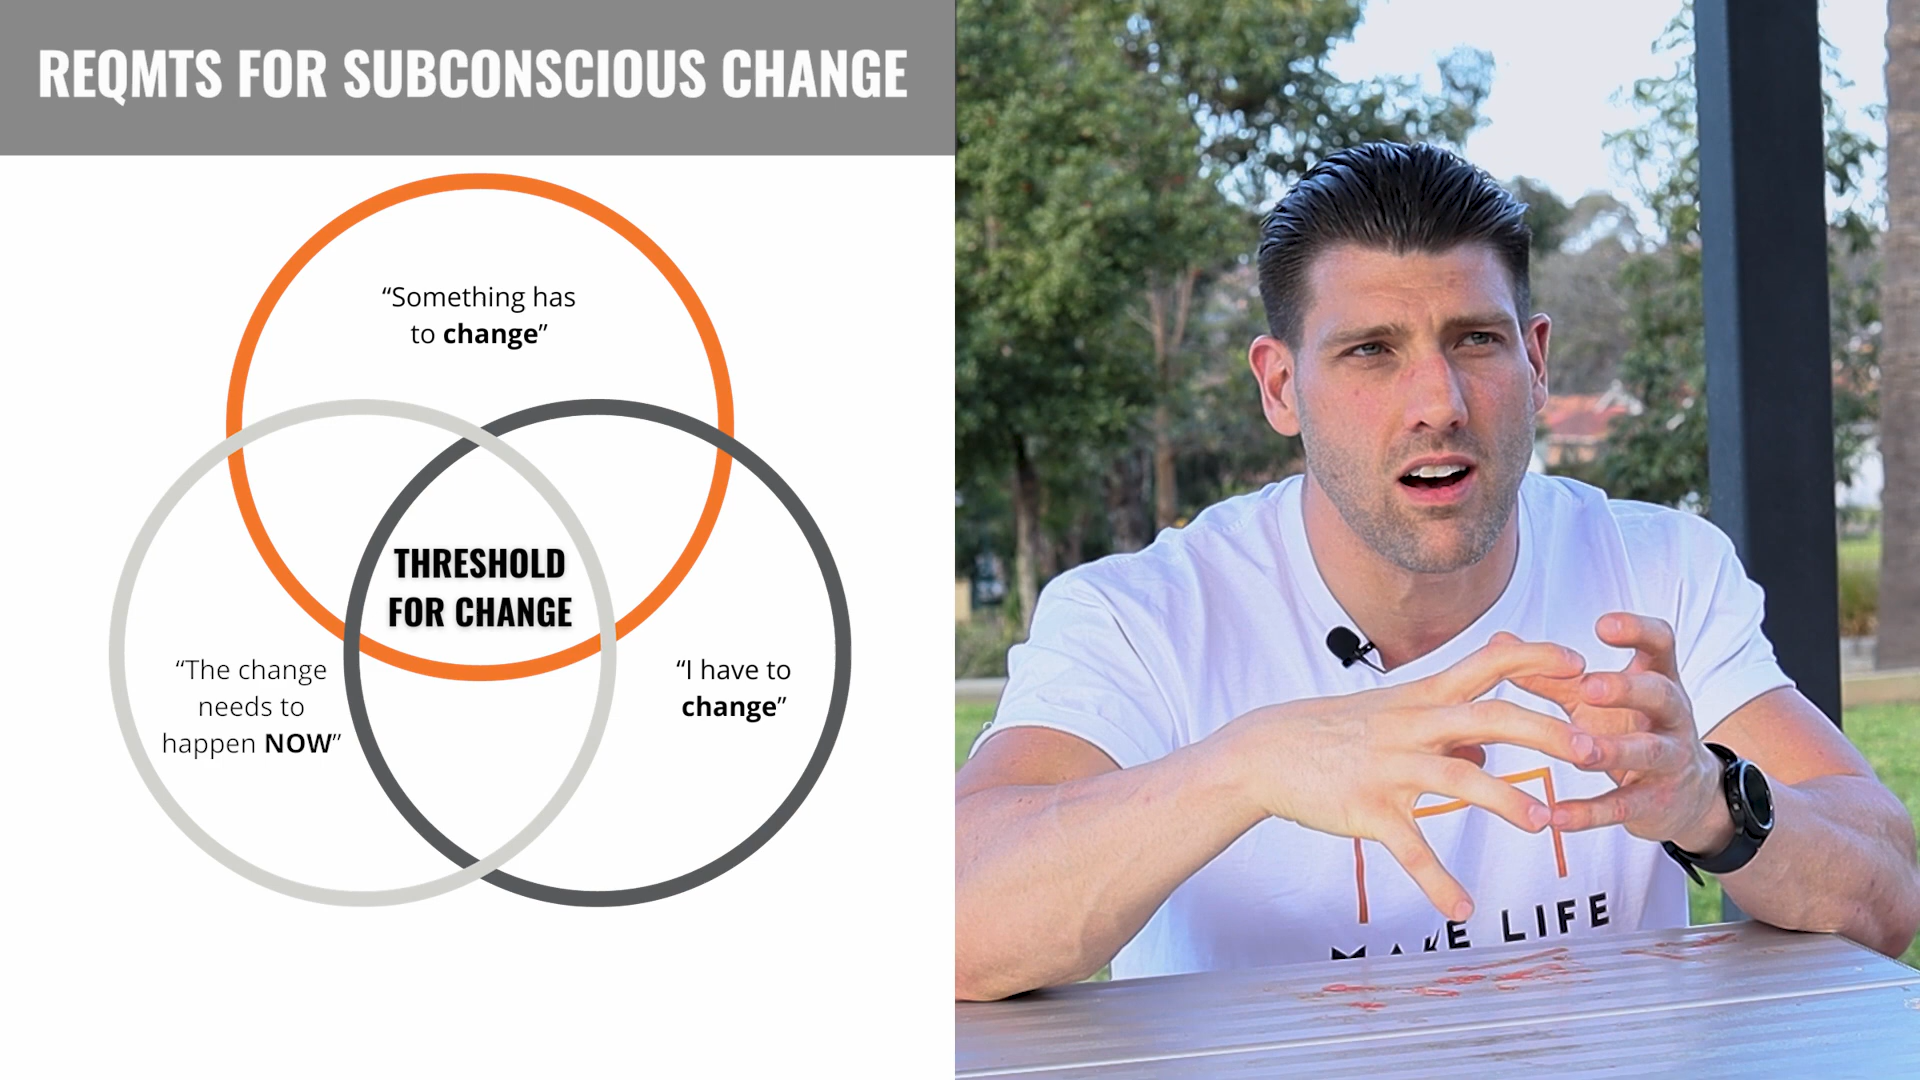 REQMTS FOR SUBCONSCIOUS CHANGE
“Something has
to change”
THRESHOLD
FOR CHANGE
“The change
needs to
happen NOW”
“I have to
change”
MAKE LIFE